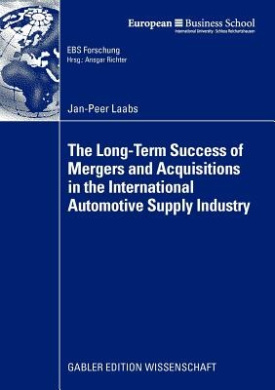 European Business School
International University Schloss Reichartshausen
EBS Forschung
Hrsg.: Ansgar Richter
Jan-Peer Laabs
The Long-Term Success of
Mergers and Acquisitions
in the International
Automotive Supply Industry
GABLER EDITION WISSENSCHAFT